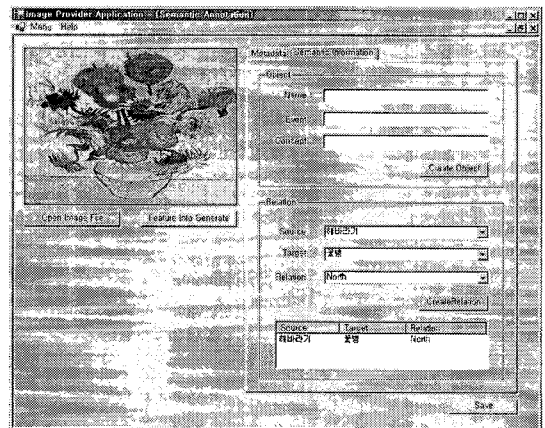 Image Provider Application - [Semantic Annotation]
Menu Help
Metadata Semantic Information
Object
Name
Event
Concept
Create Object
Open Image File Feature Info Generate
Relation
Source 해바라기
Target 꽃병
Relation North
CreateRelation
Source Target Relation
해바라기 꽃병 North
Save